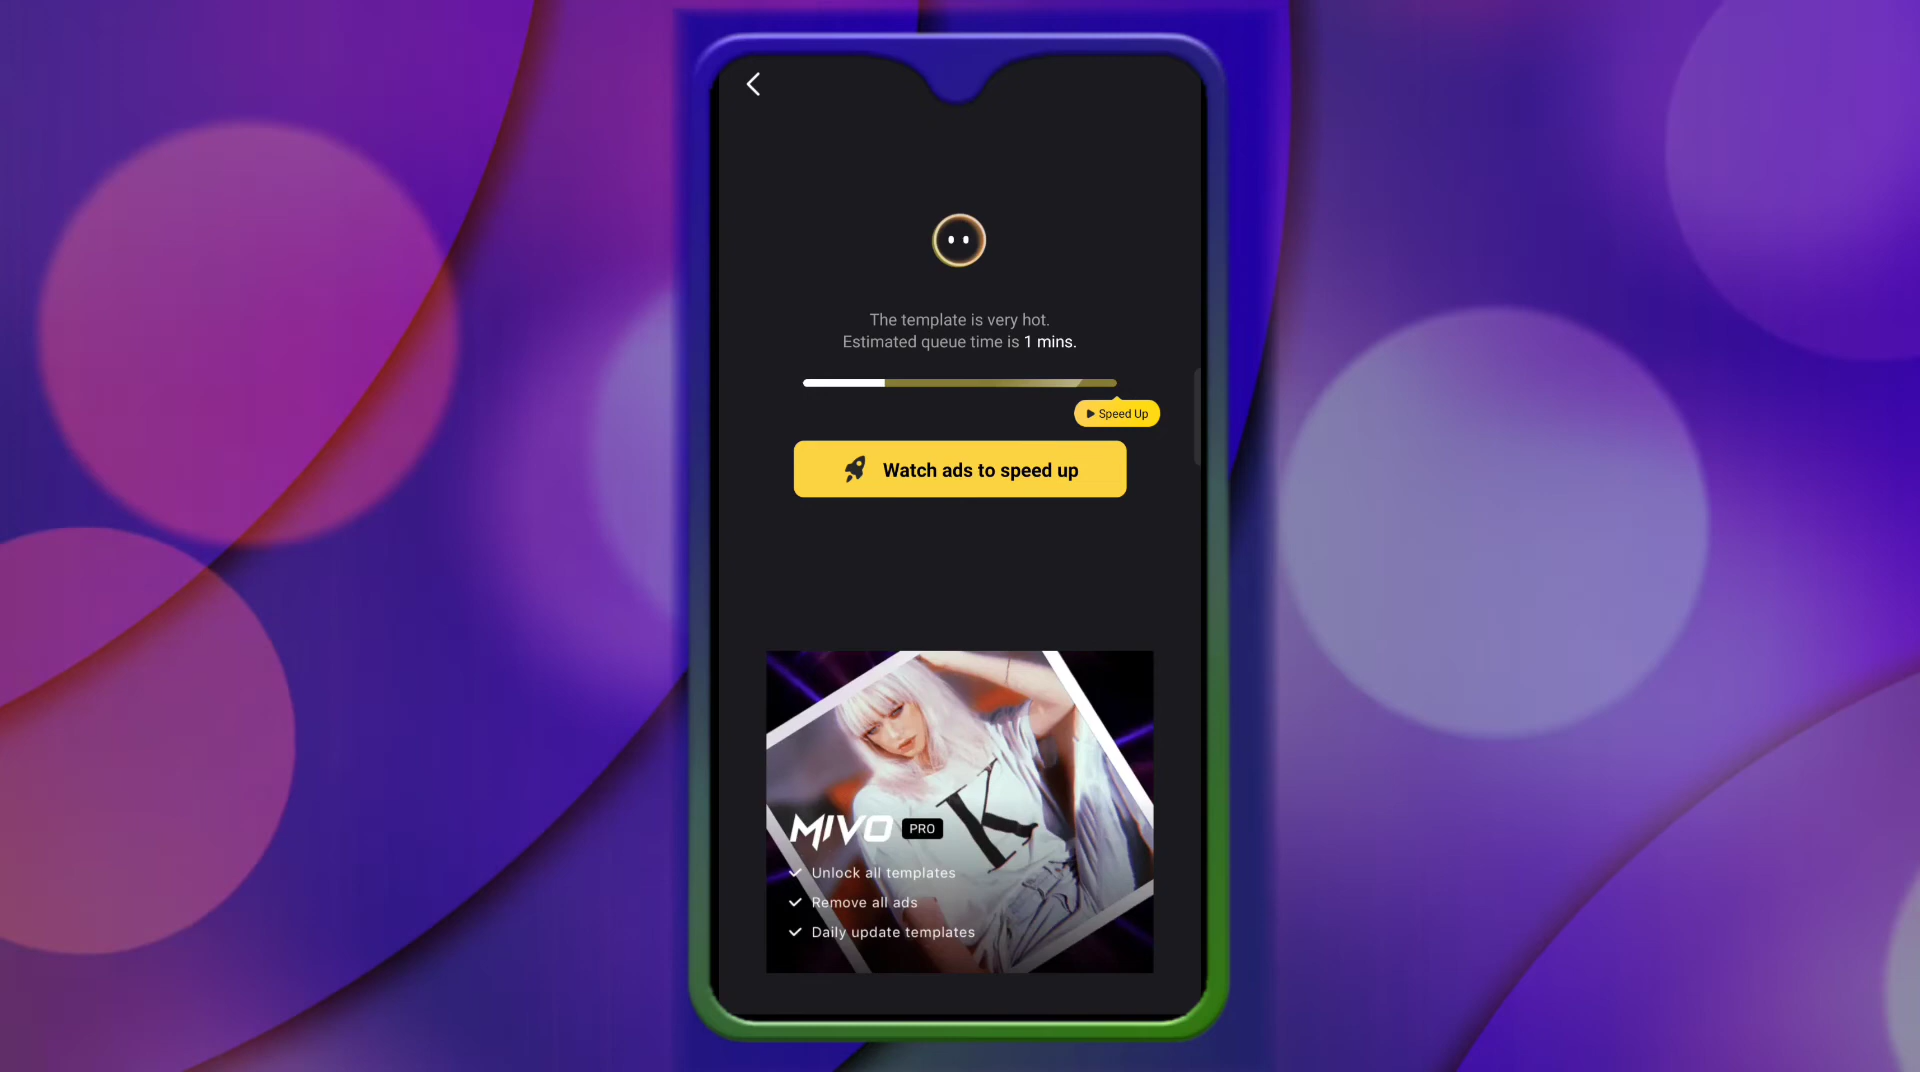 The template is very hot.
Estimated queue time is 1 mins.
Speed Up
Watch ads to speed up
K
MIVO PRO
Unlock all templates
Remove all ads
Daily update templates